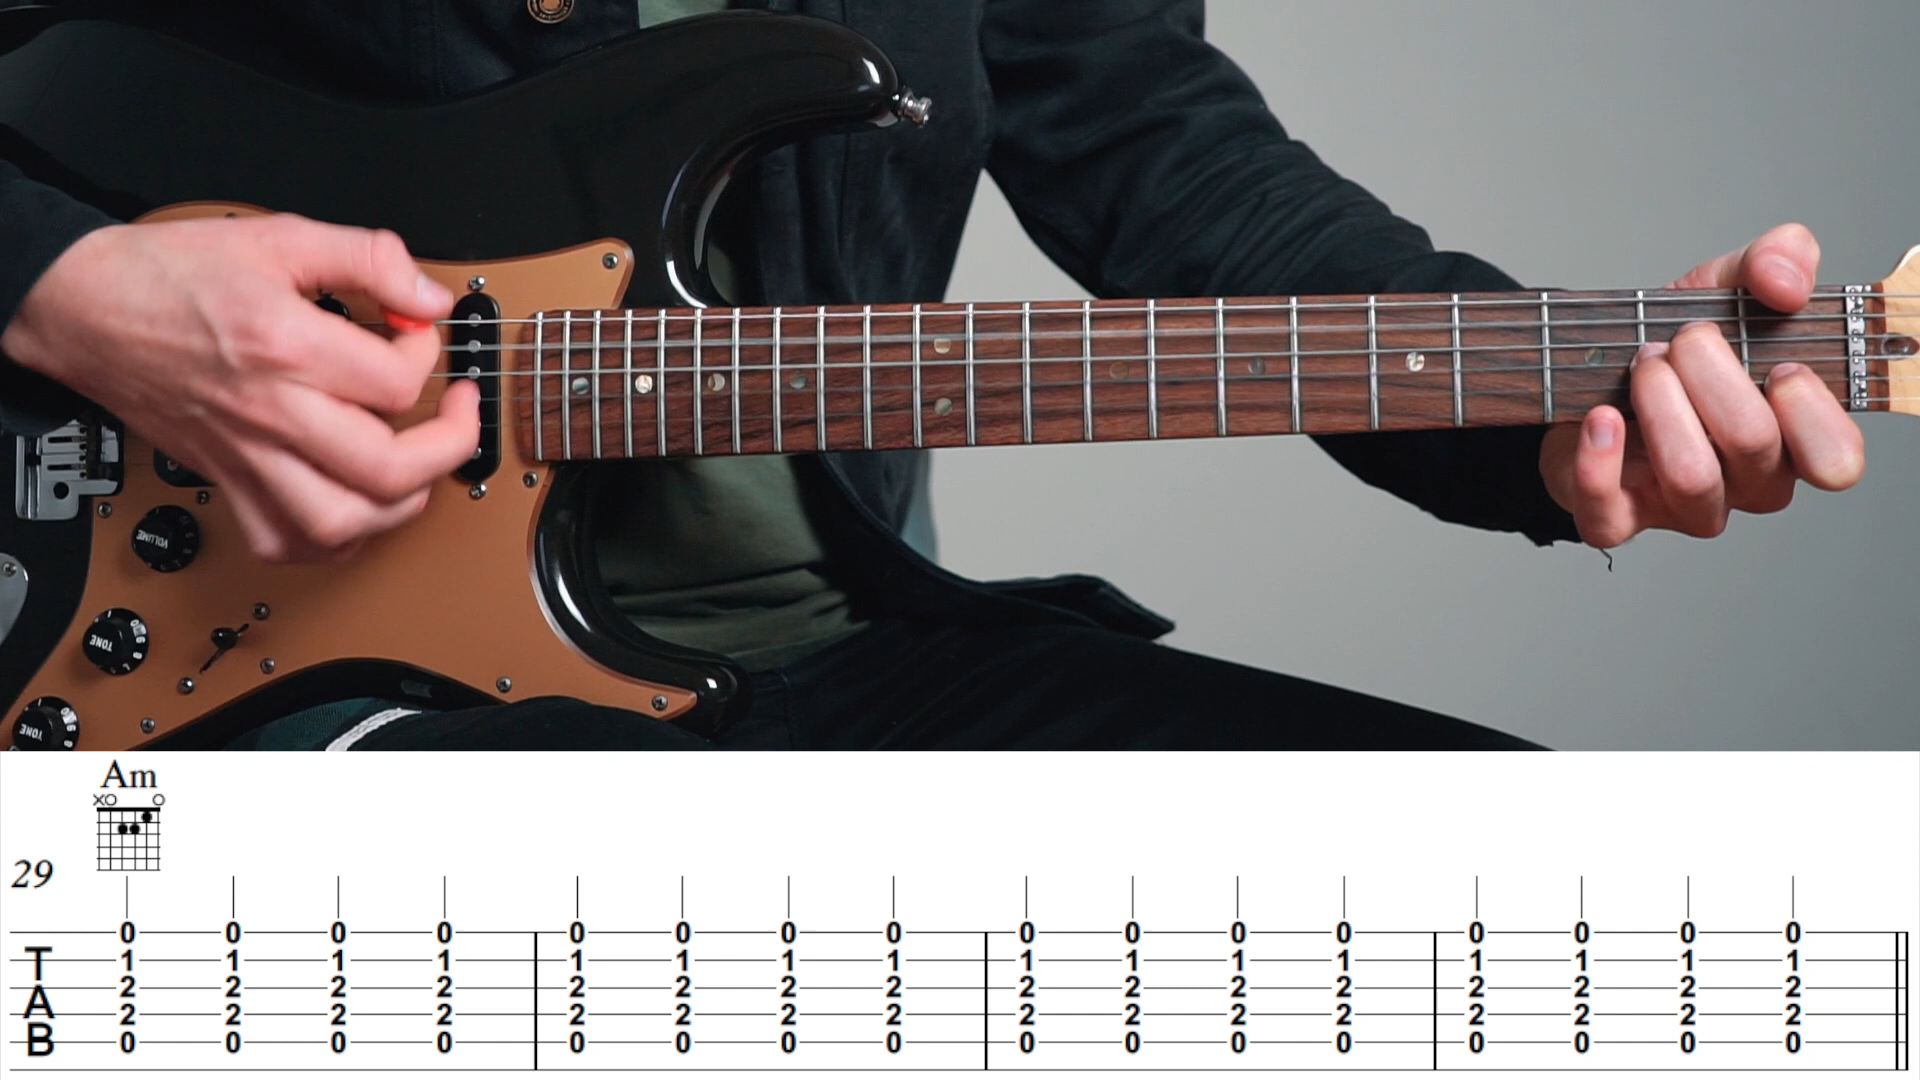 VOLUME
TONE
TONE
Am
x○ ○
29
0 0 0 0 0 0 0 0 0 0 0 0 0 0 0 0
T 1 1 1 1 1 1 1 1 1 1 1 1 1 1 1 1
2 2 2 2 2 2 2 2 2 2 2 2 2 2 2 2
A 2 2 2 2 2 2 2 2 2 2 2 2 2 2 2 2
B 0 0 0 0 0 0 0 0 0 0 0 0 0 0 0 0